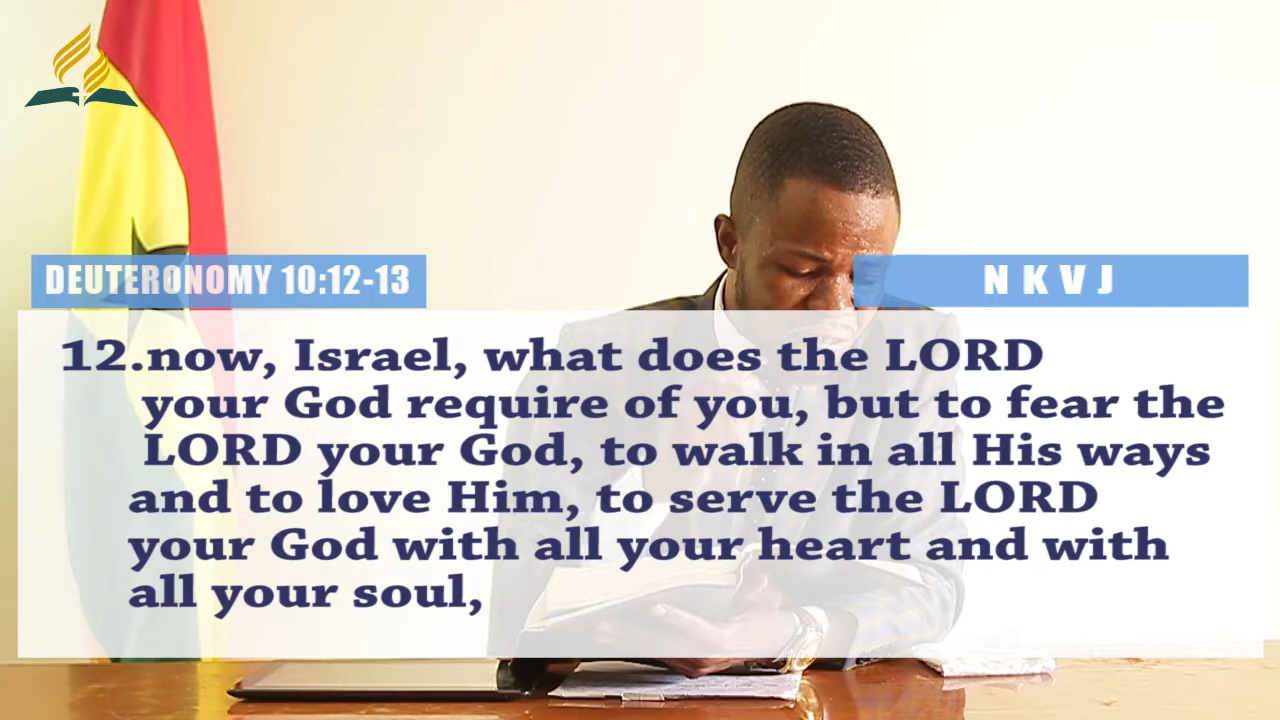 DEUTERONOMY 10:12-13
NKVJ
12.now, Israel, what does the LORD
your God require of you, but to fear the
LORD your God, to walk in all His ways
and to love Him, to serve the LORD
your God with all your heart and with
all your soul,